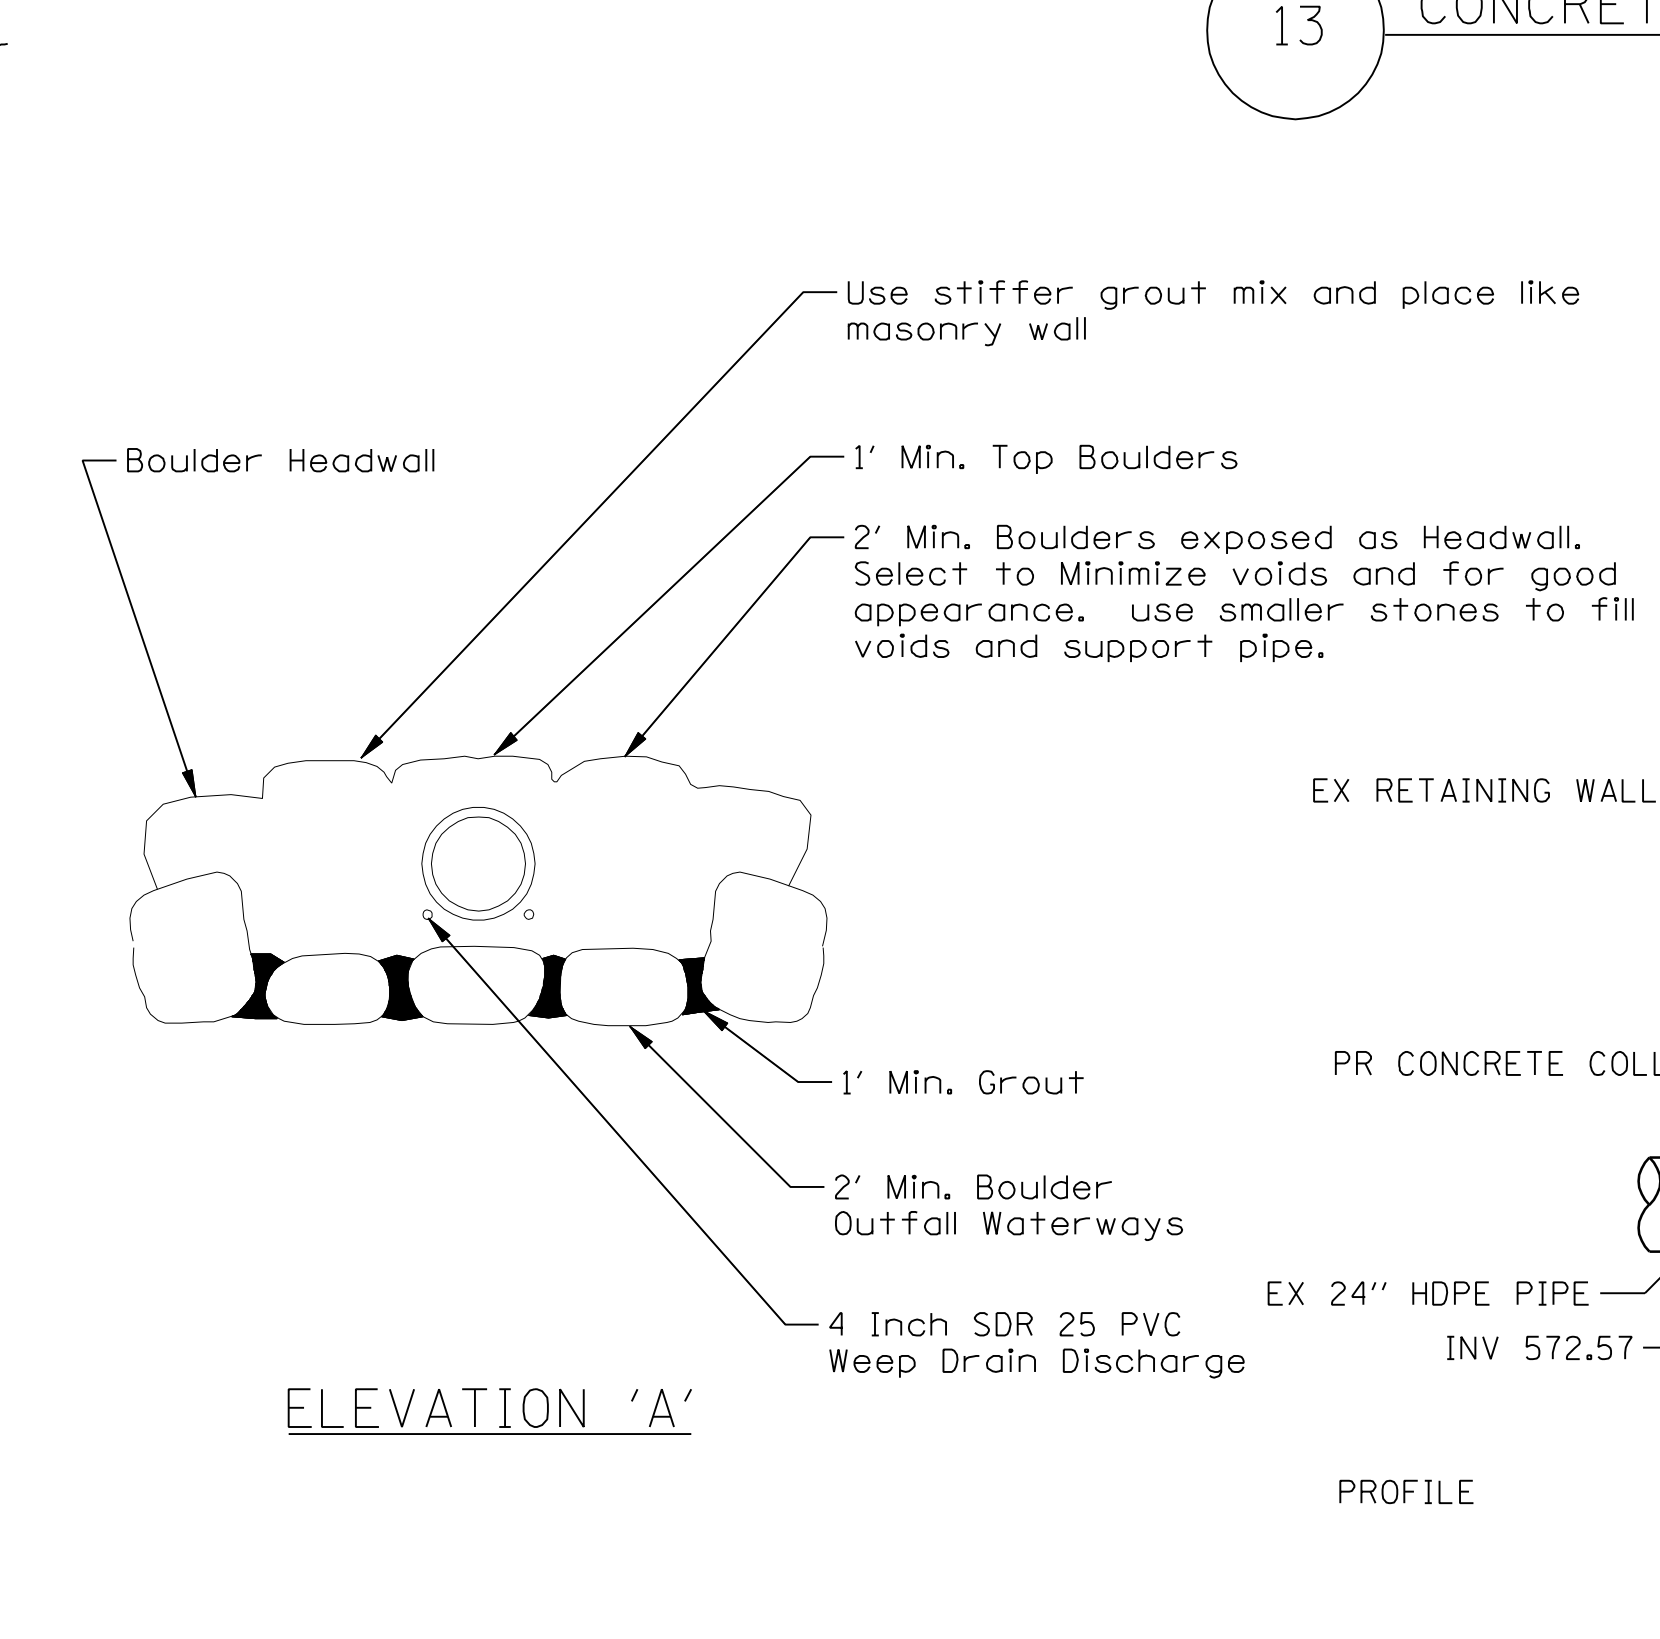 13
Use stiffer grout mix and place like
masonry wall
Boulder Headwall
1' Min. Top Boulders
2' Min. Boulders exposed as Headwall.
Select to Minimize voids and for good
appearance.  use smaller stones to fill
voids and support pipe.
EX RETAINING WALL
PR CONCRETE COLL
1' Min. Grout
2' Min. Boulder
Outfall Waterways
4 Inch SDR 25 PVC
Weep Drain Discharge
EX 24'' HDPE PIPE
INV 572.57
ELEVATION 'A'
PROFILE